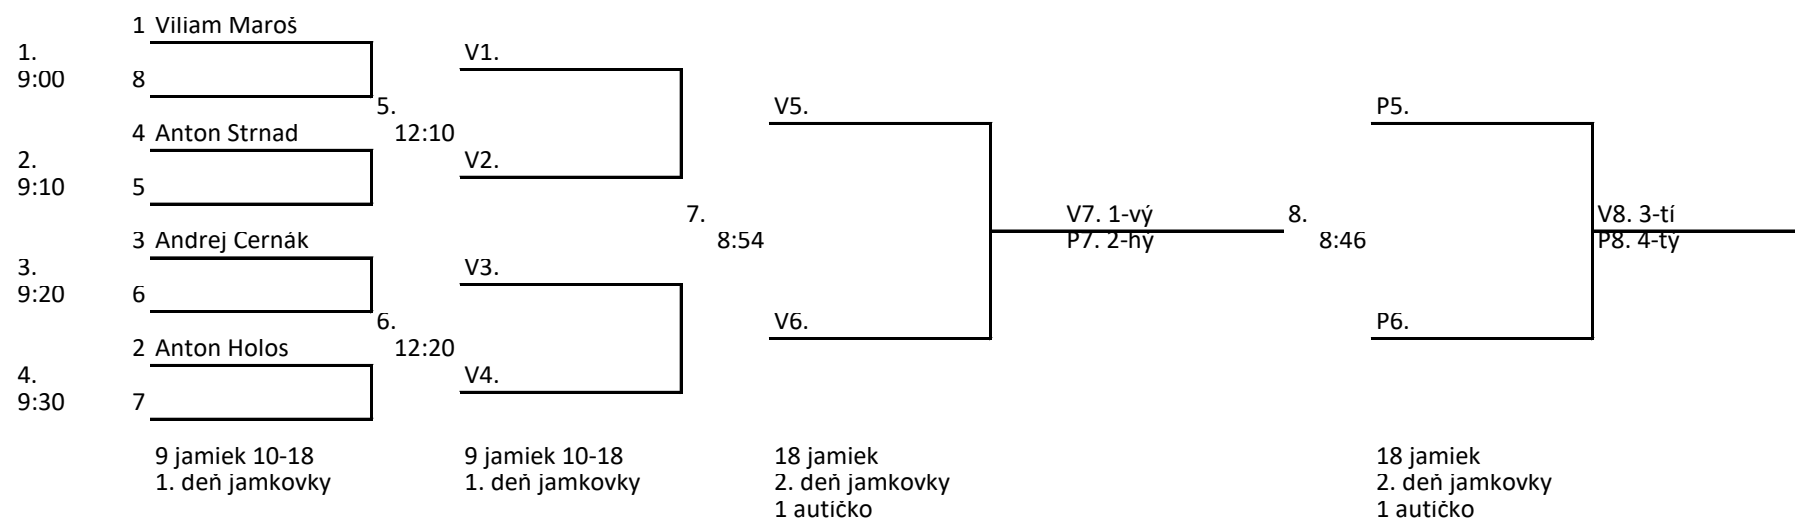 1 Viliam Maroš
1.
9:00 8
V1.
5.
12:10
4 Anton Strnad
2.
9:10 5
V2.
V5.
P5.
7.
8:54
V7. 1-vý
P7. 2-hý
8.
8:46
V8. 3-tí
P8. 4-tý
3 Andrej Cernák
3.
9:20 6
V3.
6.
12:20
2 Anton Holos
4.
9:30 7
V4.
V6.
P6.
9 jamiek 10-18
1. deň jamkovky
9 jamiek 10-18
1. deň jamkovky
18 jamiek
2. deň jamkovky
1 autíčko
18 jamiek
2. deň jamkovky
1 autíčko